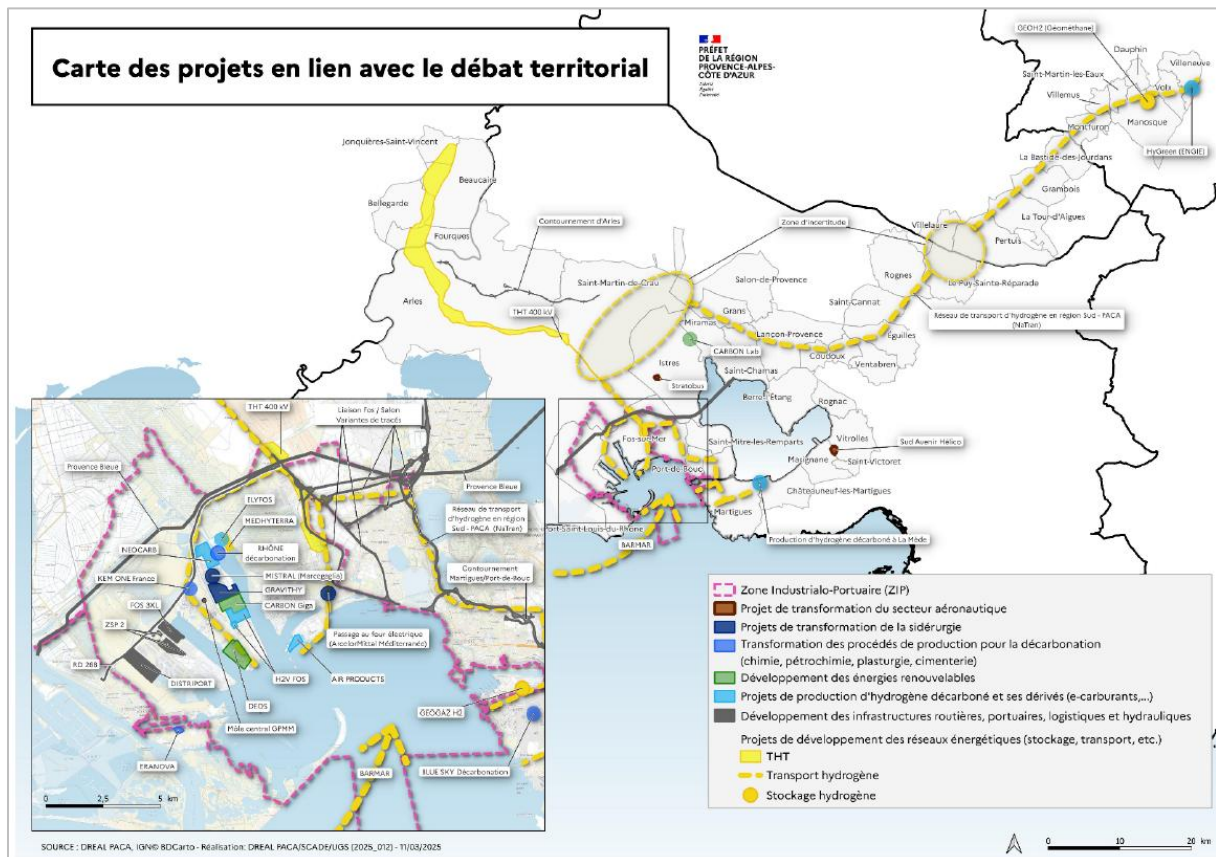 Carte des projets en lien avec le débat territorial
PRÉFET
DE LA RÉGION
PROVENCE-ALPES-
CÔTE D'AZUR
Liberté
Égalité
Fraternité
GEOH2 (Géométhane)
Dauphin
Villeneuve
Saint-Martin-les-Eaux
Volx
Villemus
Manosque
Montfuron
HyGreen (ENGIE)
La Bastide-des-Jourdans
Grambois
La Tour-d'Aigues
Jonquières-Saint-Vincent
Beaucaire
Bellegarde
Fourques
Contournement d'Arles
Zone d'incertitude
Villelaure
Pertuis
Rognes
Le Puy-Sainte-Réparade
Saint-Martin-de-Crau
Salon-de-Provence
Arles
Saint-Cannat
Grans
Réseau de transport d'hydrogène en région Sud - PACA
(NaTran)
THT 400 kV
Miramas
Lançon-Provence
Éguilles
CARBON Lab
Coudoux
Ventabren
Istres
Saint-Chamas
Stratobus
Berre-l'Étang
Rognac
Fos-sur-Mer
Saint-Mitre-les-Remparts
Vitrolles
Sud Avenir Hélico
Marignane
Saint-Victoret
Port-de-Bouc
Châteauneuf-les-Martigues
Martigues
Port-Saint-Louis-du-Rhône
BARMAR
Production d'hydrogène décarboné à La Mède
THT 400 kV
Liaison Fos / Salon
Variantes de tracés
Provence Bleue
Provence Bleue
ELYFOS
MEDHYTERRA
Réseau de transport
d'hydrogène en région
Sud - PACA (NaTran)
NEOCARB
RHÔNE
décarbonation
KEM ONE France
MISTRAL (Marcegaglia)
Contournement
Martigues/Port-de-Bouc
GRAVITHY
FOS 3XL
CARBON Giga
ZSP 2
Passage au four électrique
(ArcelorMittal Méditerranée)
RD 268
H2V FOS
AIR PRODUCTS
DISTRIPORT
DEOS
GEOGAZ H2
Môle central GPMM
ERANOVA
BARMAR
BLUE SKY Décarbonation
0
2,5
5 km
Zone Industrialo-Portuaire (ZIP)
Projet de transformation du secteur aéronautique
Projets de transformation de la sidérurgie
Transformation des procédés de production pour la décarbonation
(chimie, pétrochimie, plasturgie, cimenterie)
Développement des énergies renouvelables
Projets de production d'hydrogène décarboné et ses dérivés (e-carburants,...)
Développement des infrastructures routières, portuaires, logistiques et hydrauliques
Projets de développement des réseaux énergétiques (stockage, transport, etc.)
THT
Transport hydrogène
Stockage hydrogène
SOURCE : DREAL PACA, IGN© BDCarto - Réalisation: DREAL PACA/SCADE/UGS (2025_012) - 11/03/2025
0
10
20 km